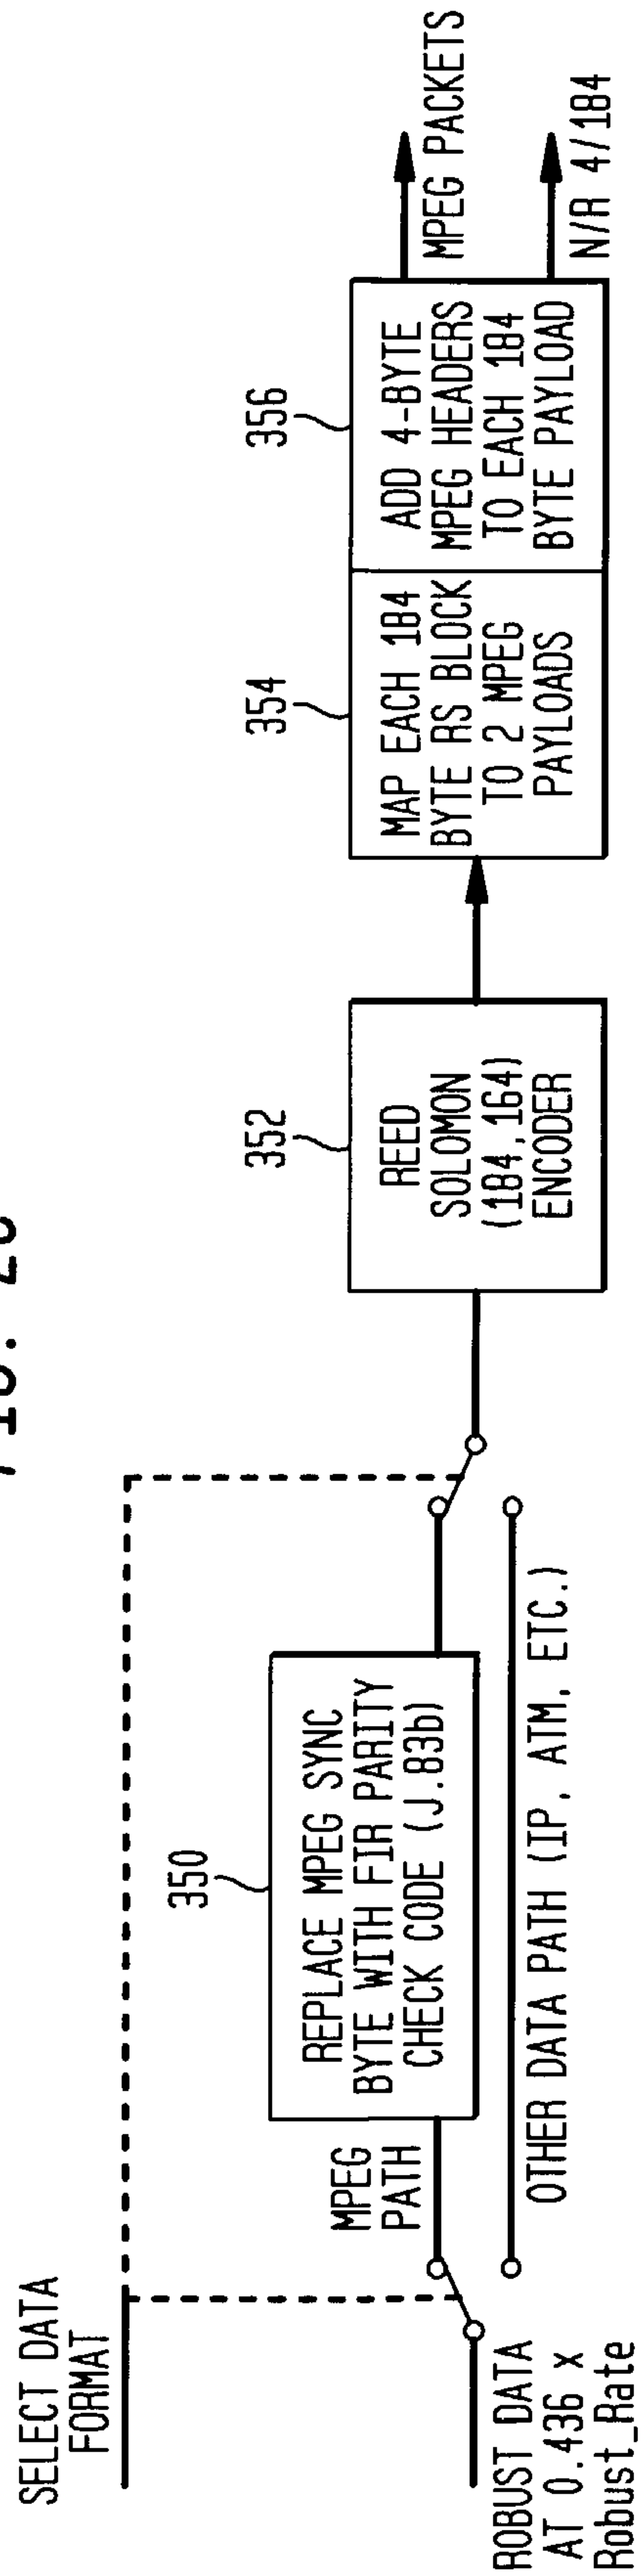 SELECT DATA
FORMAT
ROBUST DATA
AT 0.436 x
Robust_Rate
MPEG
PATH
350
REPLACE MPEG SYNC
BYTE WITH FIR PARITY
CHECK CODE (J.83b)
OTHER DATA PATH (IP, ATM, ETC.)
352
REED
SOLOMON
(184,164)
ENCODER
354
MAP EACH 184
BYTE RS BLOCK
TO 2 MPEG
PAYLOADS
356
ADD 4-BYTE
MPEG HEADERS
TO EACH 184
BYTE PAYLOAD
MPEG PACKETS
N/R 4/184